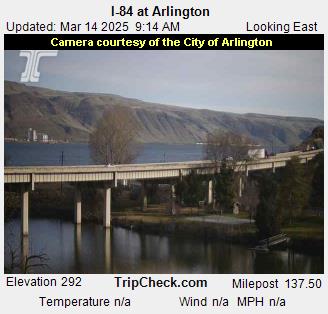 I-84 at Arlington
Updated: Mar 14 2025 9:14 AM Looking East
Camera courtesy of the City of Arlington
Elevation 292 TripCheck.com Milepost 137.50
Temperature n/a Wind n/a MPH n/a